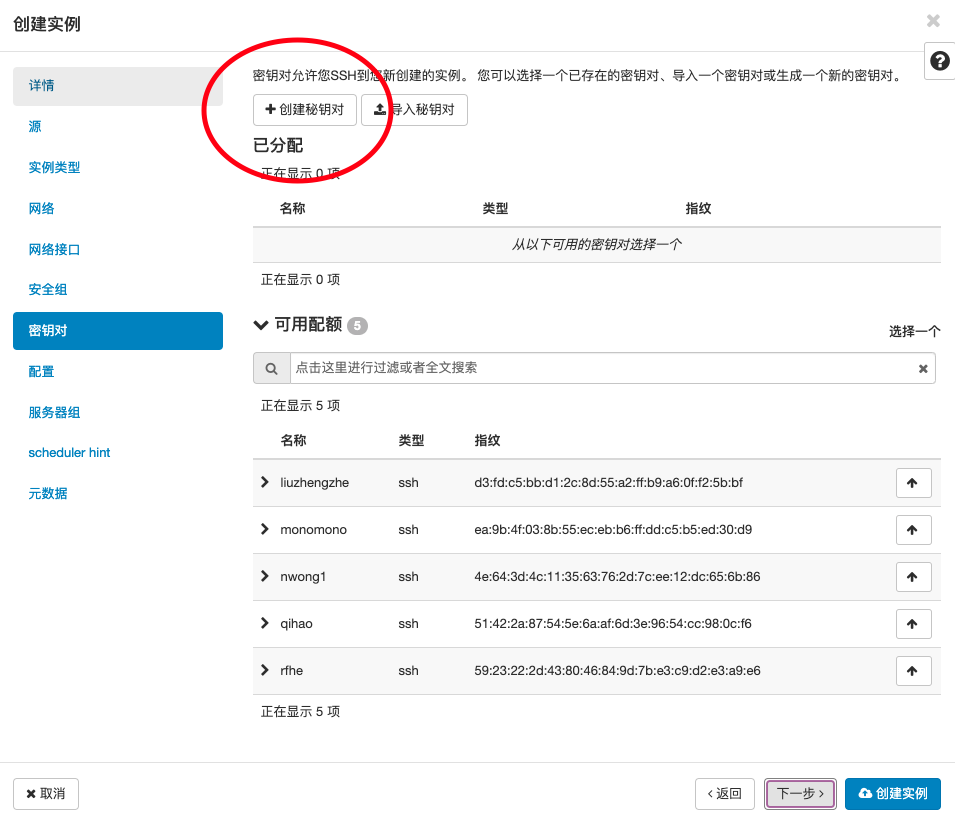 创建实例
详情
源
实例类型
网络
网络接口
安全组
密钥对
配置
服务器组
scheduler hint
元数据
密钥对允许您SSH到您新创建的实例。 您可以选择一个已存在的密钥对、导入一个密钥对或生成一个新的密钥对。
创建秘钥对 导入秘钥对
已分配
正在显示 0 项
名称 类型 指纹
从以下可用的密钥对选择一个
正在显示 0 项
可用配额 5 选择一个
点击这里进行过滤或者全文搜索
正在显示 5 项
名称 类型 指纹
liuzhengzhe ssh d3:fd:c5:bb:d1:2c:8d:55:a2:ff:b9:a6:0f:f2:5b:bf
monomono ssh ea:9b:4f:03:8b:55:ec:eb:b6:ff:dd:c5:b5:ed:30:d9
nwong1 ssh 4e:64:3d:4c:11:35:63:76:2d:7c:ee:12:dc:65:6b:86
qihao ssh 51:42:2a:87:54:5e:6a:af:6d:3e:96:54:cc:98:0c:f6
rfhe ssh 59:23:22:2d:43:80:46:84:9d:7b:e3:c9:d2:e3:a9:e6
正在显示 5 项
取消 返回 下一步 创建实例